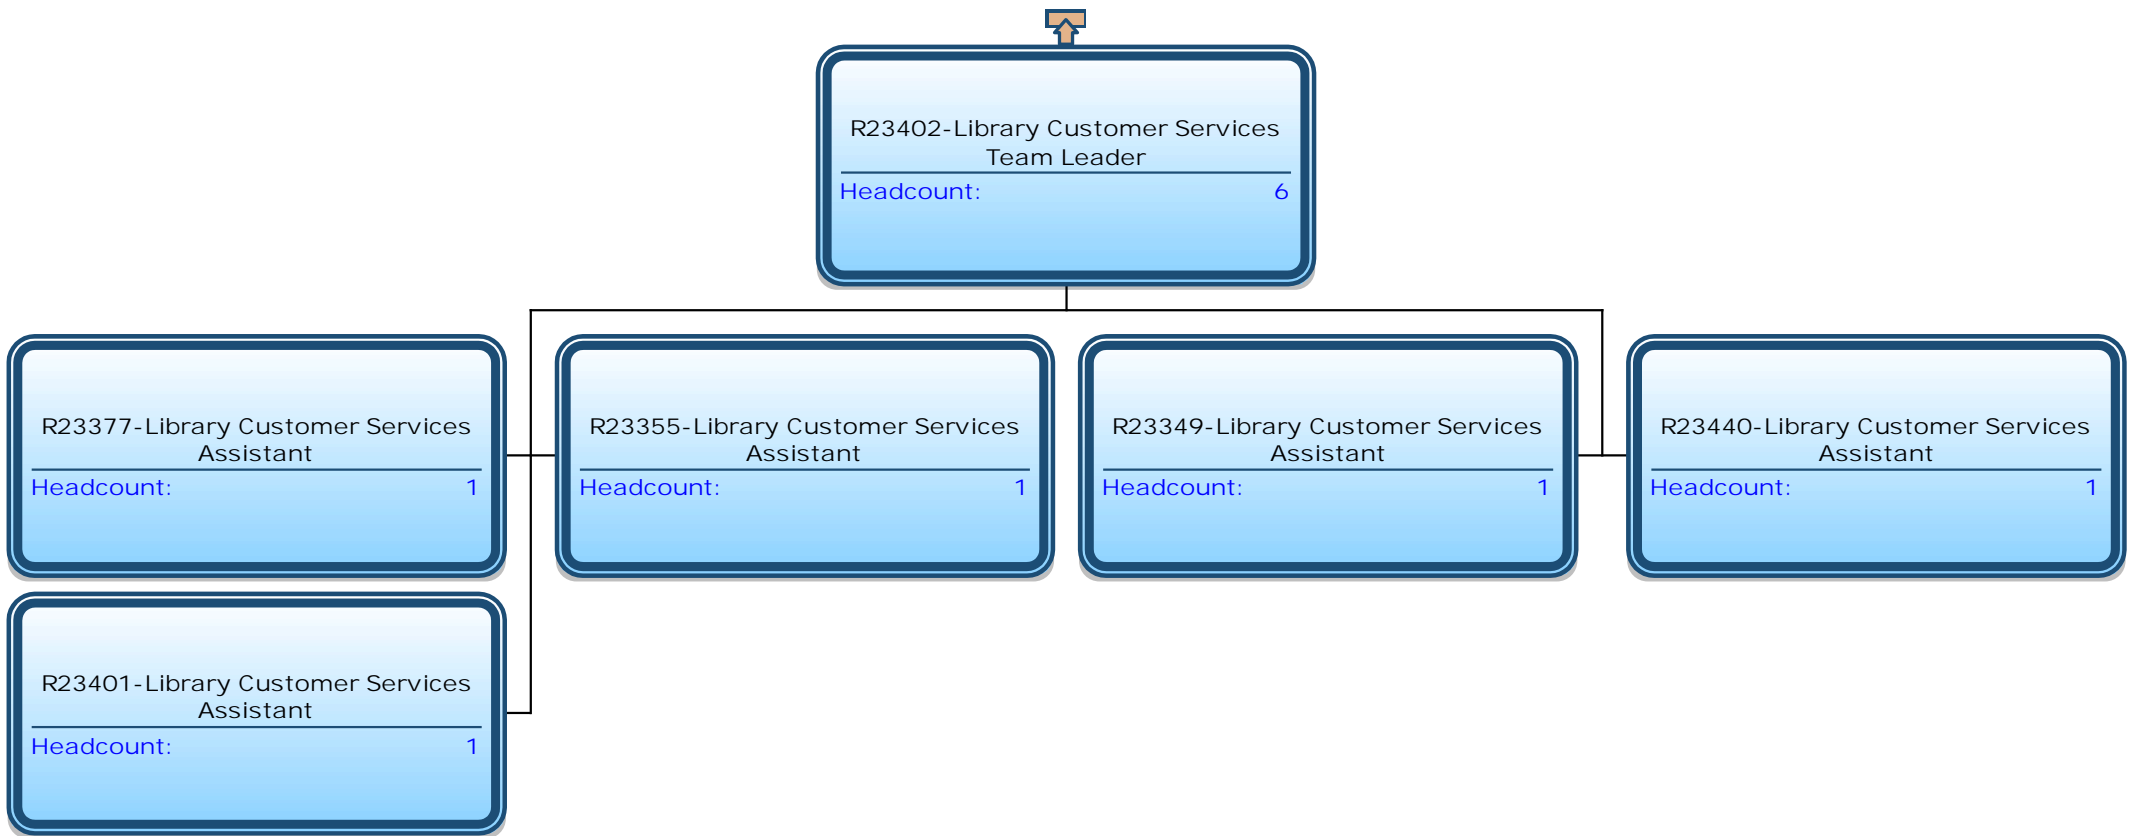 R23402-Library Customer Services
Team Leader
Headcount: 6
R23377-Library Customer Services
Assistant
Headcount: 1
R23355-Library Customer Services
Assistant
Headcount: 1
R23349-Library Customer Services
Assistant
Headcount: 1
R23440-Library Customer Services
Assistant
Headcount: 1
R23401-Library Customer Services
Assistant
Headcount: 1